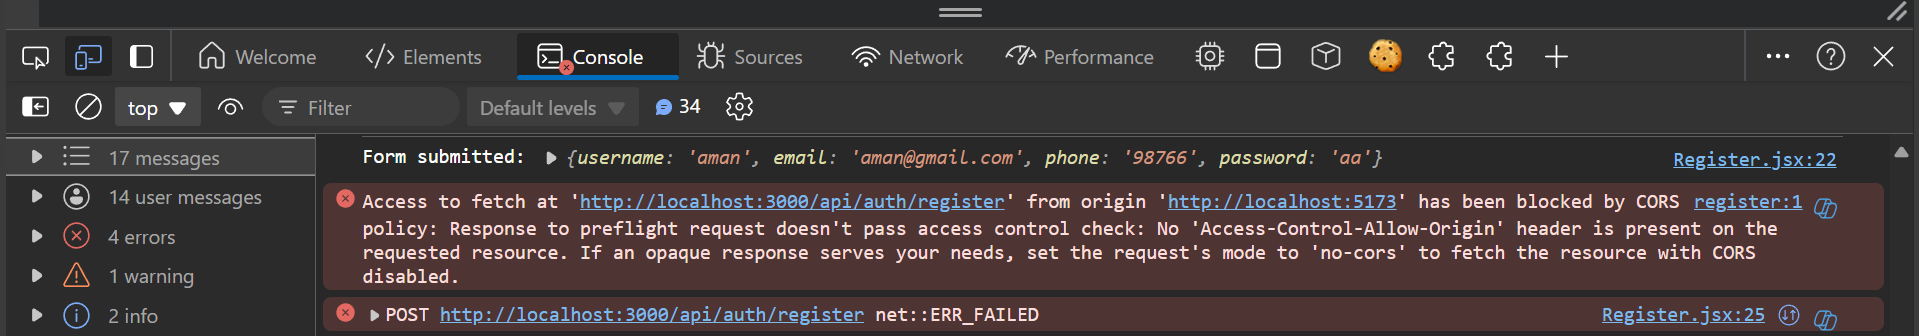 Welcome Elements Console Sources Network Performance
top Filter Default levels 34
17 messages
14 user messages
4 errors
1 warning
2 info
Form submitted: {username: 'aman', email: 'aman@gmail.com', phone: '98766', password: 'aa'} Register.jsx:22
Access to fetch at 'http://localhost:3000/api/auth/register' from origin 'http://localhost:5173' has been blocked by CORS register:1
policy: Response to preflight request doesn't pass access control check: No 'Access-Control-Allow-Origin' header is present on the
requested resource. If an opaque response serves your needs, set the request's mode to 'no-cors' to fetch the resource with CORS
disabled.
POST http://localhost:3000/api/auth/register net::ERR_FAILED Register.jsx:25